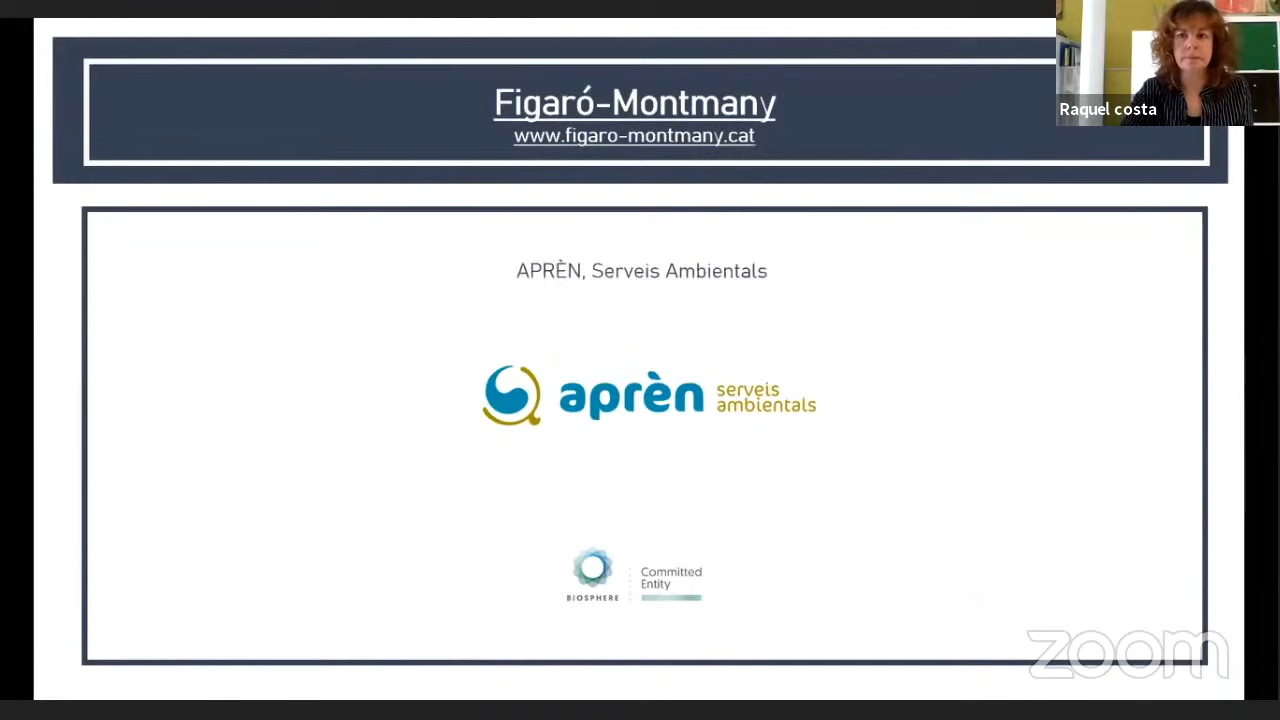 Figaró-Montmany
www.figaro-montmany.cat
Raquel costa
APRÈN, Serveis Ambientals
aprèn serveis
ambientals
BIOSPHERE
Committed
Entity
zoom